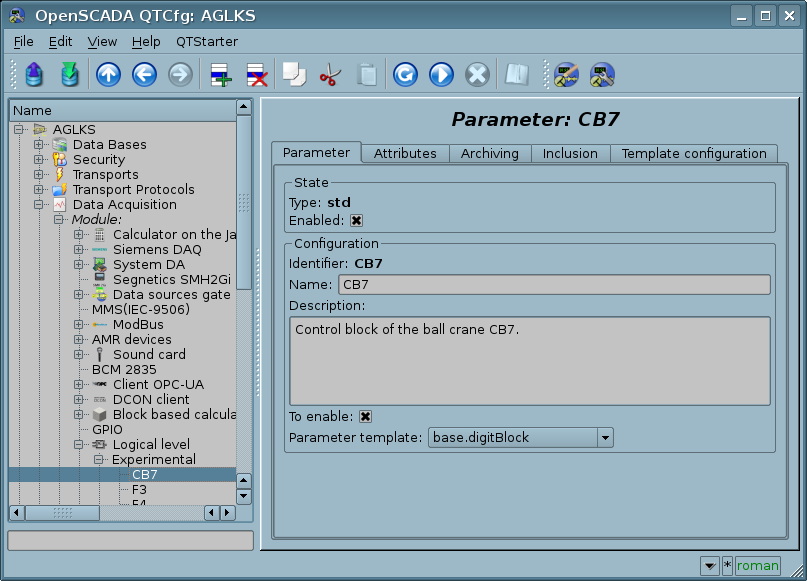 OpenSCADA QTCfg: AGLKS
File Edit View Help QTStarter
Name
AGLKS
Data Bases
Security
Transports
Transport Protocols
Data Acquisition
Module:
Calculator on the Ja
Siemens DAQ
System DA
Segnetics SMH2Gi
Data sources gate
MMS(IEC-9506)
ModBus
AMR devices
Sound card
BCM 2835
Client OPC-UA
DCON client
Block based calcula
GPIO
Logical level
Experimental
CB7
F3
F4
Parameter: CB7
Parameter Attributes Archiving Inclusion Template configuration
State
Type: std
Enabled:
Configuration
Identifier: CB7
Name: CB7
Description:
Control block of the ball crane CB7.
To enable:
Parameter template: base.digitBlock
* roman